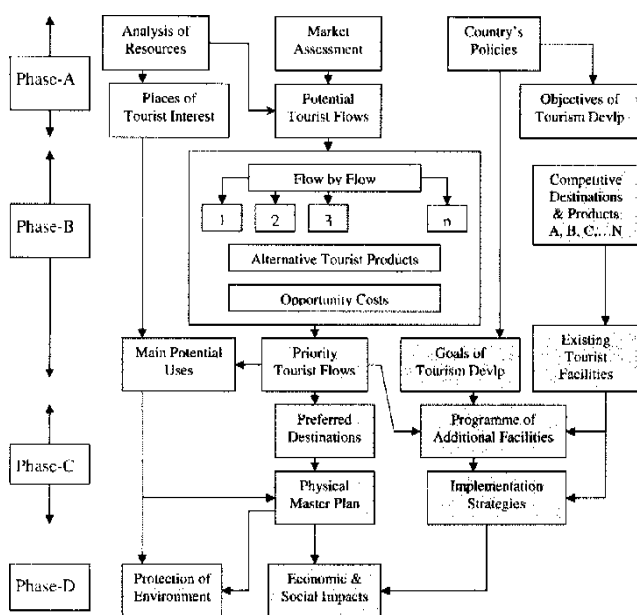 Analysis of
Resources
Market
Assessment
Country's
Policies
Phase-A
Places of
Tourist Interest
Potential
Tourist Flows
Objectives of
Tourism Devlp
Phase-B
Flow by Flow
1
2
3
n
Alternative Tourist Products
Opportunity Costs
Competitive
Destinations
& Products
A, B, C,...N
Main Potential
Uses
Priority
Tourist Flows
Goals of
Tourism Devlp
Existing
Tourist
Facilities
Phase-C
Preferred
Destinations
Programme of
Additional Facilities
Physical
Master Plan
Implementation
Strategies
Phase-D
Protection of
Environment
Economic &
Social Impacts